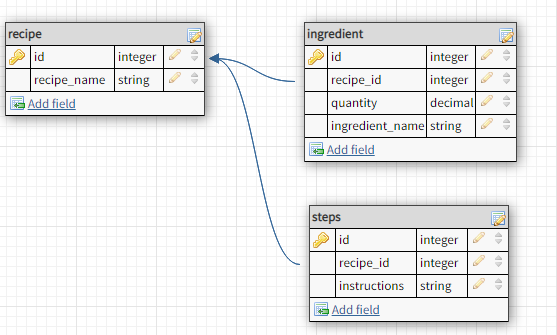 recipe
id integer
recipe_name string
Add field
ingredient
id integer
recipe_id integer
quantity decimal
ingredient_name string
Add field
steps
id integer
recipe_id integer
instructions string
Add field